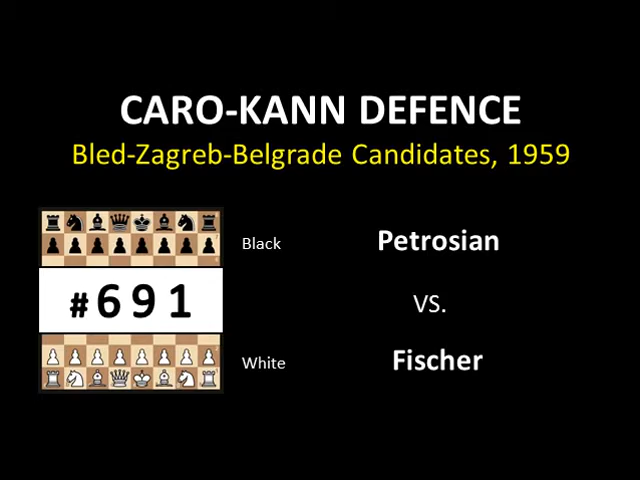 CARO-KANN DEFENCE
Bled-Zagreb-Belgrade Candidates, 1959
Black
Petrosian
#691
VS.
White
Fischer